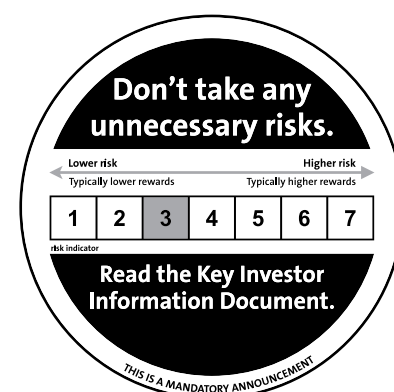 Don't take any
unnecessary risks.
Lower risk Higher risk
Typically lower rewards Typically higher rewards
1 2 3 4 5 6 7
risk indicator
Read the Key Investor
Information Document.
THIS IS A MANDATORY ANNOUNCEMENT